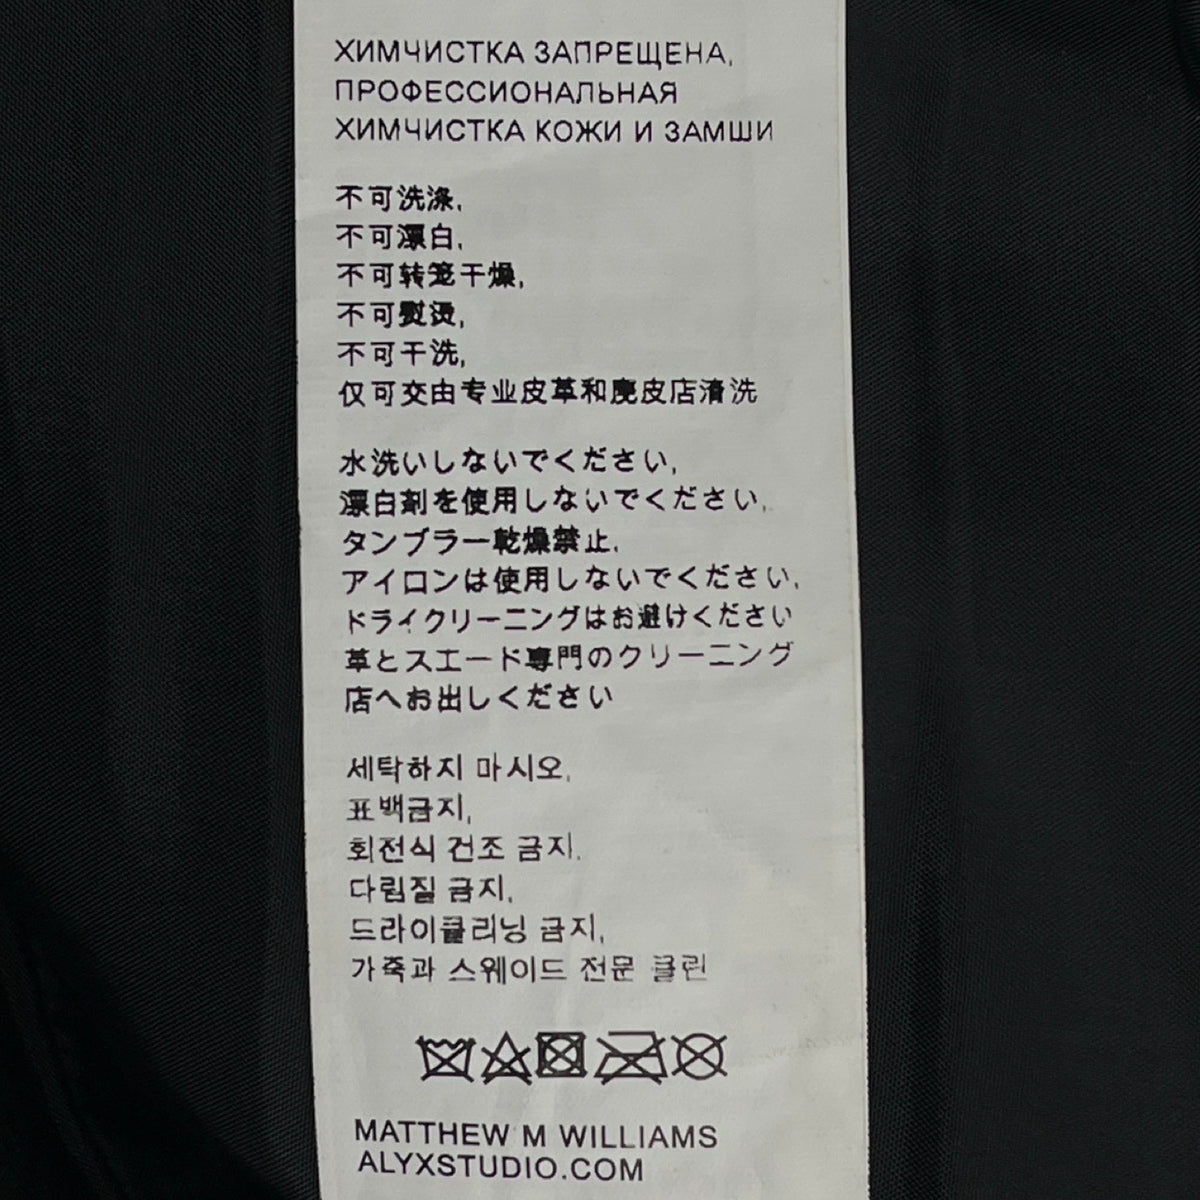 ХИМЧИСТКА ЗАПРЕЩЕНА,
ПРОФЕССИОНАЛЬНАЯ
ХИМЧИСТКА КОЖИ И ЗАМШИ
不可洗涤,
不可漂白,
不可转笼干燥,
不可熨烫,
不可干洗,
仅可交由专业皮革和麂皮店清洗
水洗いしないでください,
漂白剤を使用しないでください,
タンブラー乾燥禁止,
アイロンは使用しないでください,
ドライクリーニングはお避けください
革とスエード専門のクリーニング
店へお出しください
세탁하지 마시오,
표백금지,
회전식 건조 금지,
다림질 금지,
드라이클리닝 금지,
가죽과 스웨이드 전문 클린
MATTHEW M WILLIAMS
ALYXSTUDIO.COM